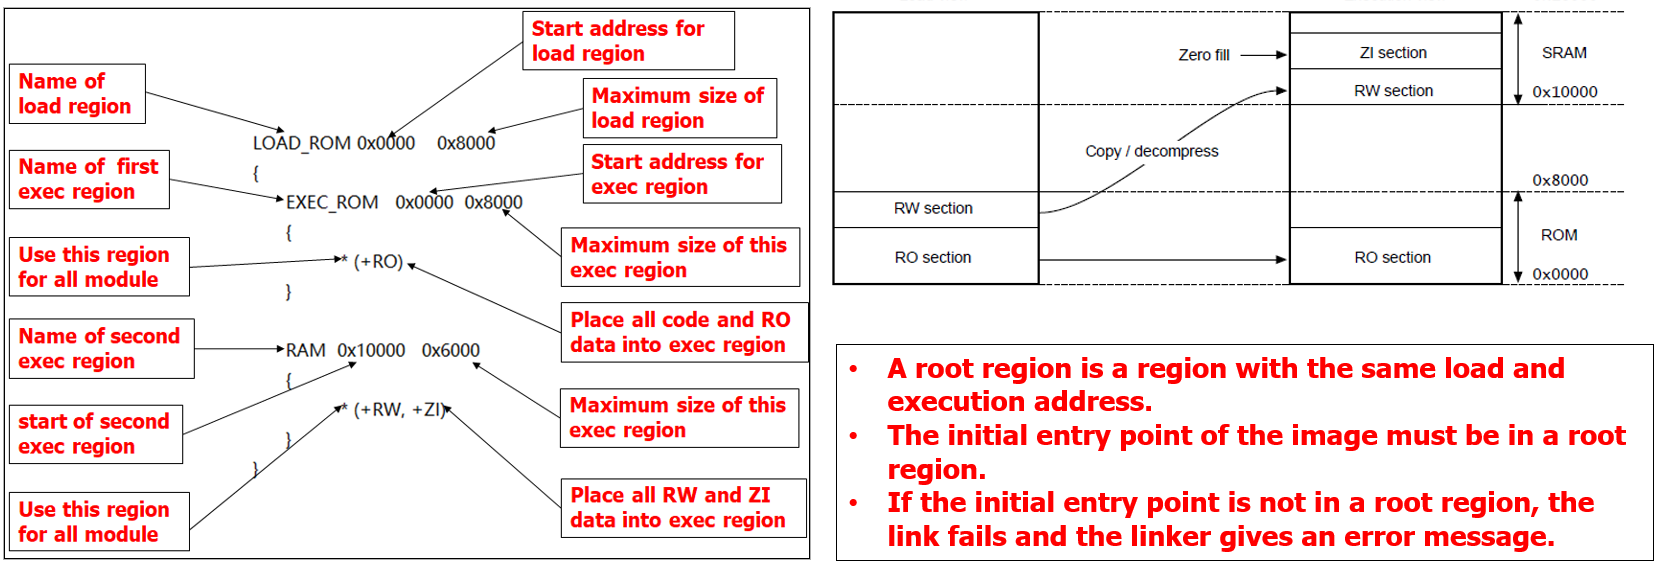 Start address for
load region
Name of
load region
Maximum size of
load region
LOAD_ROM 0x0000 0x8000
{
Name of first
exec region
Start address for
exec region
EXEC_ROM 0x0000 0x8000
{
Use this region
for all module
* (+RO)
Maximum size of this
exec region
}
Place all code and RO
data into exec region
Name of second
exec region
RAM 0x10000 0x6000
{
start of second
exec region
* (+RW, +ZI)
Maximum size of this
exec region
}
}
Use this region
for all module
Place all RW and ZI
data into exec region
Zero fill
ZI section
SRAM
RW section
0x10000
Copy / decompress
0x8000
RW section
ROM
RO section
RO section
0x0000
• A root region is a region with the same load and
execution address.
• The initial entry point of the image must be in a root
region.
• If the initial entry point is not in a root region, the
link fails and the linker gives an error message.